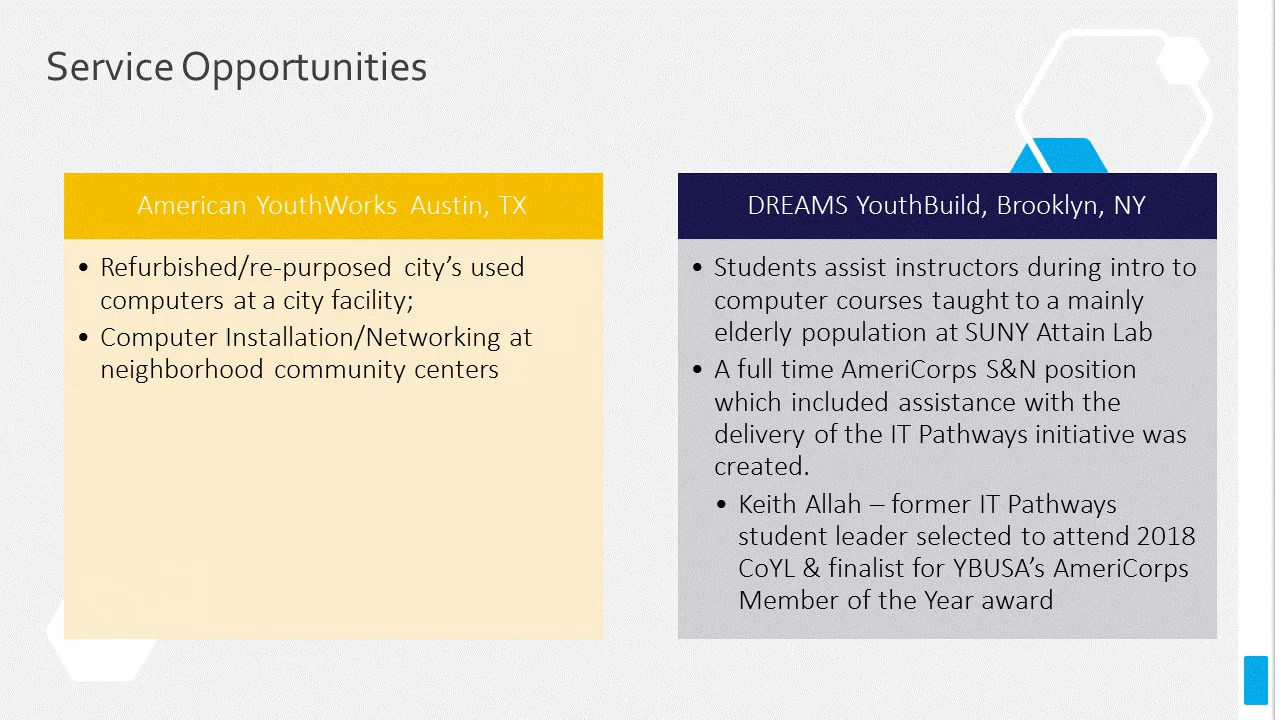 Service Opportunities
American YouthWorks Austin, TX
• Refurbished/re-purposed city’s used
computers at a city facility;
• Computer Installation/Networking at
neighborhood community centers
DREAMS YouthBuild, Brooklyn, NY
• Students assist instructors during intro to
computer courses taught to a mainly
elderly population at SUNY Attain Lab
• A full time AmeriCorps S&N position
which included assistance with the
delivery of the IT Pathways initiative was
created.
• Keith Allah – former IT Pathways
student leader selected to attend 2018
CoYL & finalist for YBUSA’s AmeriCorps
Member of the Year award